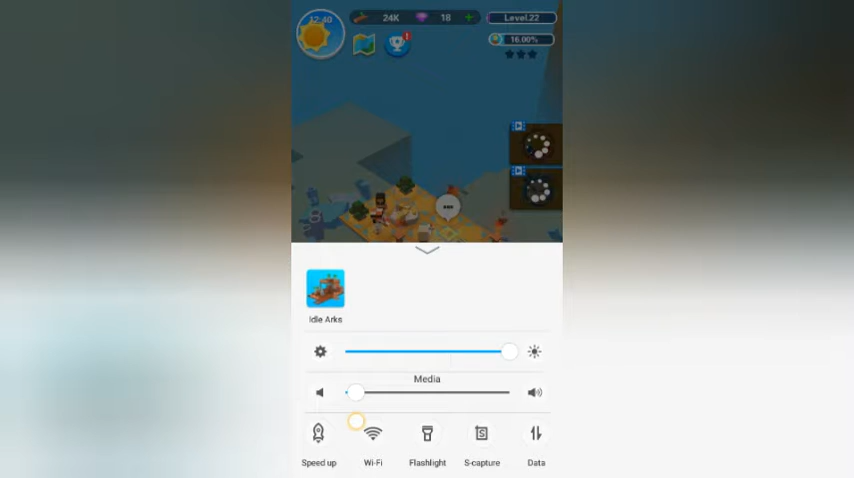 12:40
24K
18
Level.22
16.00%
Idle Arks
Media
Speed up
Wi-Fi
Flashlight
S-capture
Data